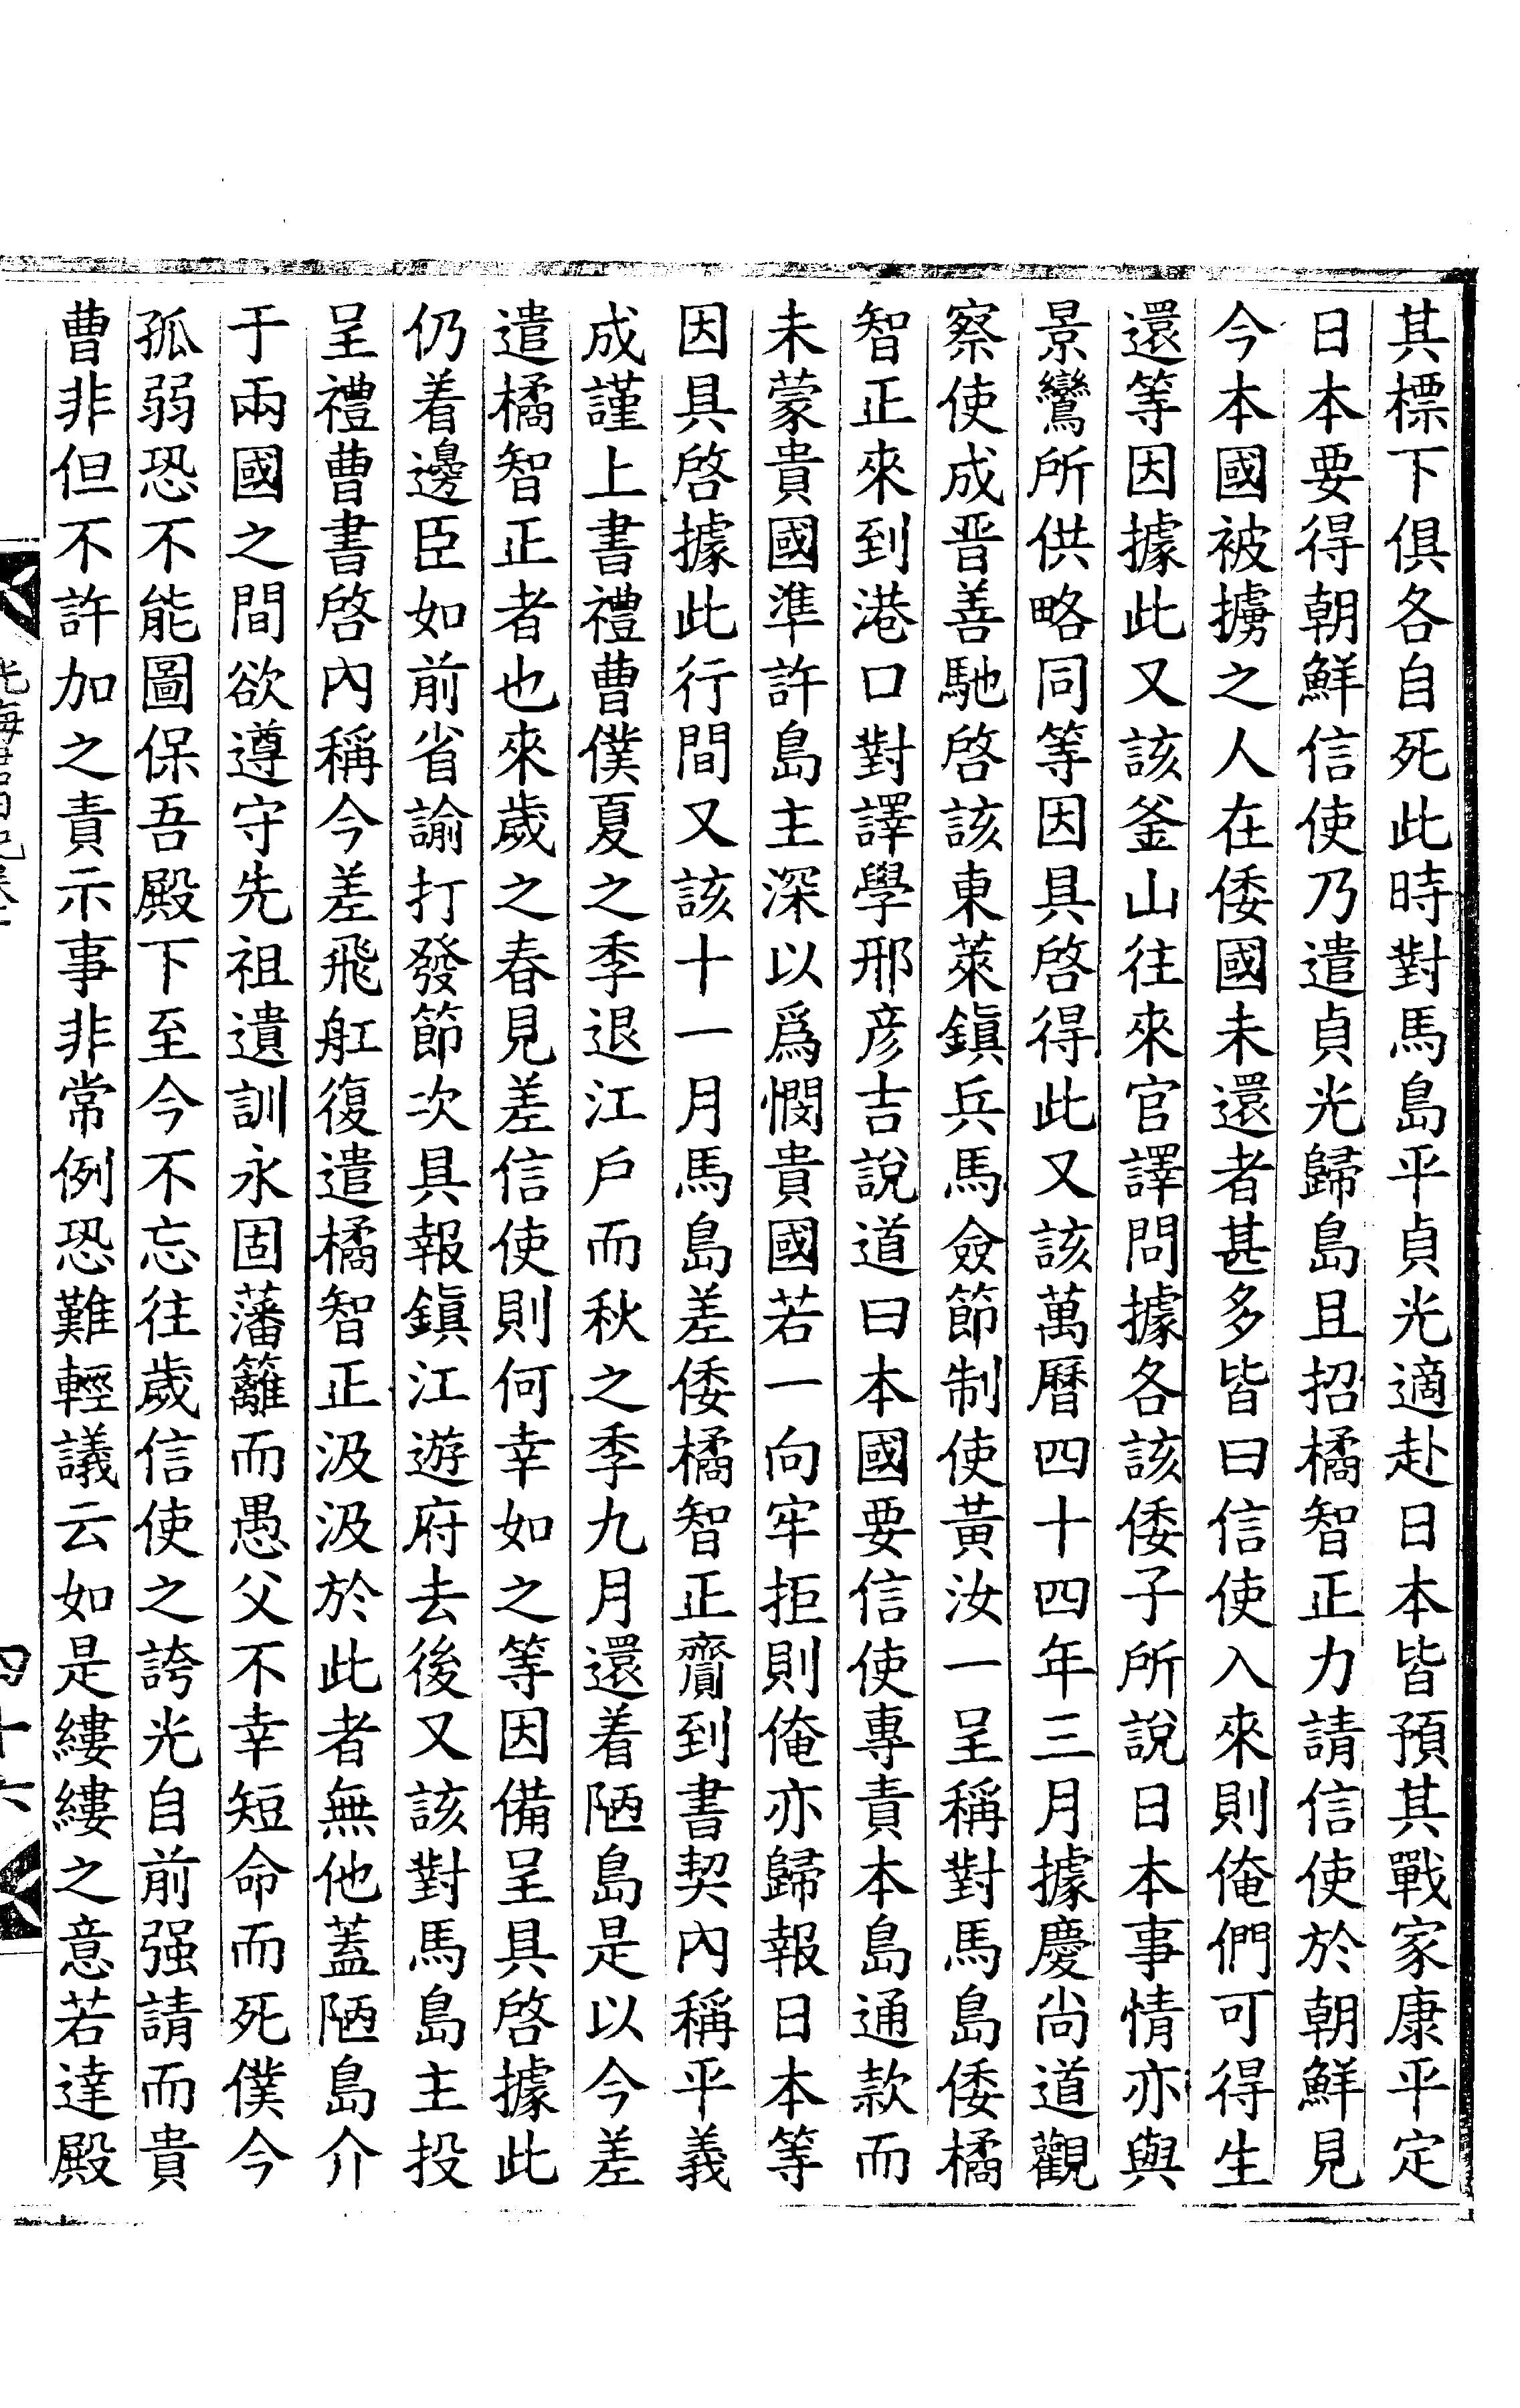 其標下俱各自死此時對馬島平貞光適赴日本皆預其戰家康平定
日本要得朝鮮信使乃遣貞光歸島且招橘智正力請信使於朝鮮見
今本國被擄之人在倭國未還者甚多皆曰信使入來則俺們可得生
還等因據此又該釜山往來官譯問據各該倭子所說日本事情亦與
景鸞所供略同等因具啓得此又該萬曆四十四年三月據慶尙道觀
察使成晋善馳啓該東萊鎭兵馬僉節制使黃汝一呈稱對馬島倭橘
智正來到港口對譯學邢彦吉說道曰本國要信使專責本島通款而
未蒙貴國準許島主深以爲憫貴國若一向牢拒則俺亦歸報日本等
因具啓據此行間又該十一月馬島差倭橘智正齎到書契內稱平義
成謹上書禮曹僕夏之季退江戶而秋之季九月還着陋島是以今差
遣橘智正者也來歲之春見差信使則何幸如之等因備呈具啓據此
仍着邊臣如前省諭打發節次具報鎭江遊府去後又該對馬島主投
呈禮曹書啓內稱今差飛舡復遣橘智正汲汲於此者無他蓋陋島介
于兩國之間欲遵守先祖遺訓永固藩籬而愚父不幸短命而死僕今
孤弱恐不能圖保吾殿下至今不忘往歲信使之誇光自前强請而貴
曹非但不許加之責示事非常例恐難輕議云如是縷縷之意若達殿